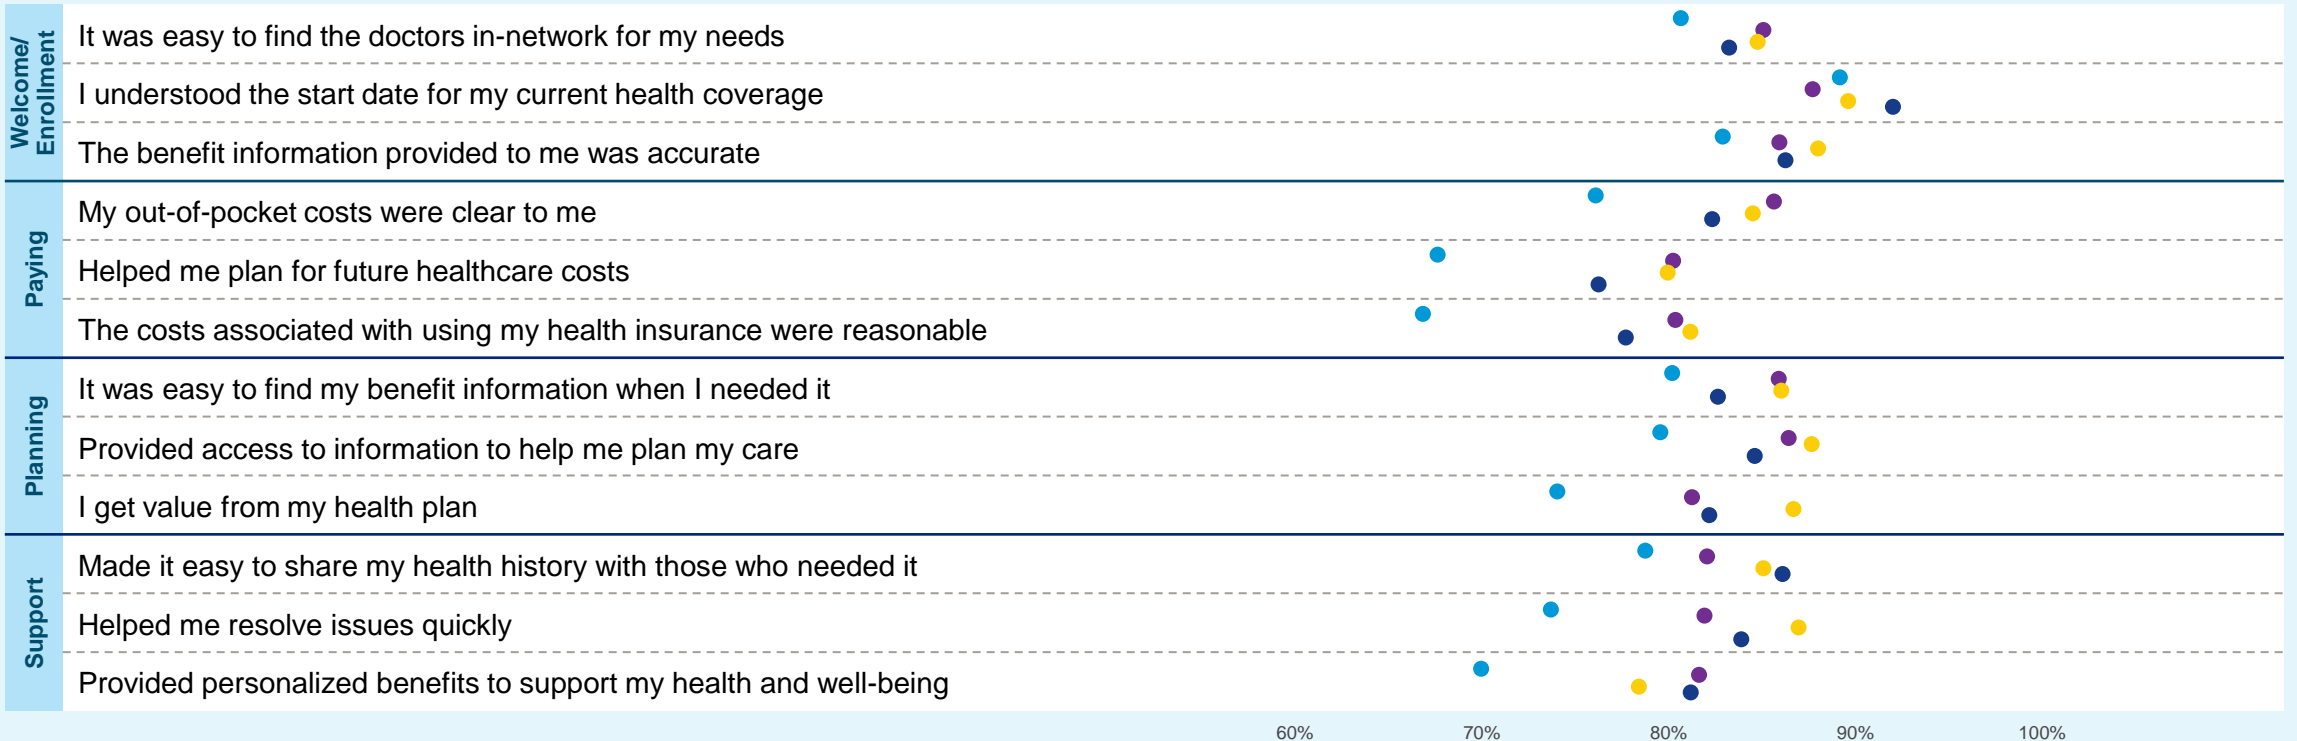 Welcome/
Enrollment
It was easy to find the doctors in-network for my needs
I understood the start date for my current health coverage
The benefit information provided to me was accurate
Paying
My out-of-pocket costs were clear to me
Helped me plan for future healthcare costs
The costs associated with using my health insurance were reasonable
Planning
It was easy to find my benefit information when I needed it
Provided access to information to help me plan my care
I get value from my health plan
Support
Made it easy to share my health history with those who needed it
Helped me resolve issues quickly
Provided personalized benefits to support my health and well-being
60% 70% 80% 90% 100%